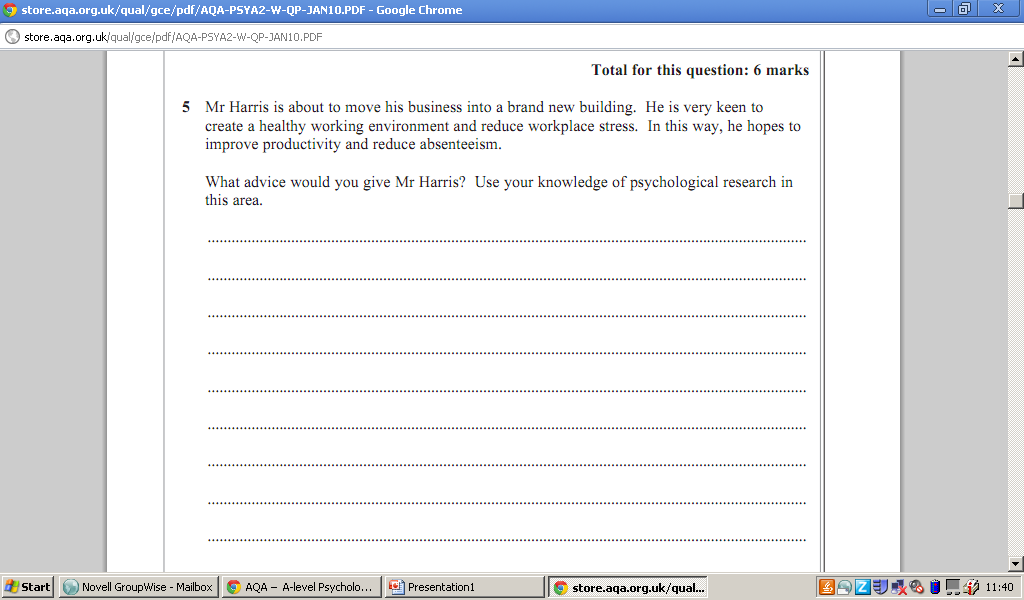 AQA-PSYA2-W-QP-JAN10.PDF - Google Chrome
store.aqa.org.uk/qual/gce/pdf/AQA-PSYA2-W-QP-JAN10.PDF
store.aqa.org.uk/qual/gce/pdf/AQA-PSYA2-W-QP-JAN10.PDF
Total for this question: 6 marks
5 Mr Harris is about to move his business into a brand new building. He is very keen to
create a healthy working environment and reduce workplace stress. In this way, he hopes to
improve productivity and reduce absenteeism.
What advice would you give Mr Harris? Use your knowledge of psychological research in
this area.
Start Novell GroupWise - Mailbox AQA – A-level Psycholo... Presentation1 store.aqa.org.uk/qual... 11:40